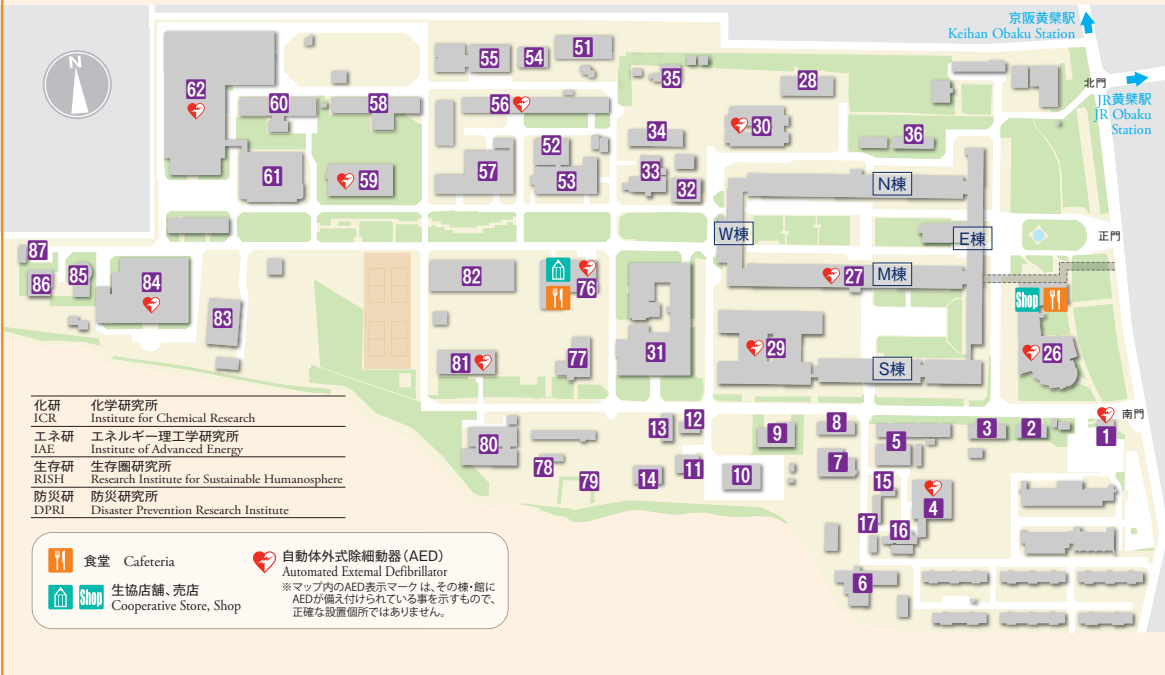 京阪黄檗駅
Keihan Obaku Station
N
北門
JR黄檗駅
JR Obaku
Station
62
60
58
55
54
51
56
35
28
34
30
36
61
59
57
52
53
33
32
N棟
W棟
E棟
正門
87
86
85
84
83
82
76
27
M棟
Shop
31
29
26
81
77
S棟
化研 化学研究所
ICR Institute for Chemical Research
エネ研 エネルギー理工学研究所
IAE Institute of Advanced Energy
生存研 生存圏研究所
RISH Research Institute for Sustainable Humanosphere
防災研 防災研究所
DPRI Disaster Prevention Research Institute
80
78
79
13
12
14
11
10
9
8
7
5
3
2
1
南門
15
4
17
16
6
食堂 Cafeteria
Shop
生協店舗、売店
Cooperative Store, Shop
自動体外式除細動器（AED）
Automated External Defibrillator
※マップ内のAED表示マークは、その棟・館に
AEDが備え付けられている事を示すもので、
正確な設置個所ではありません。